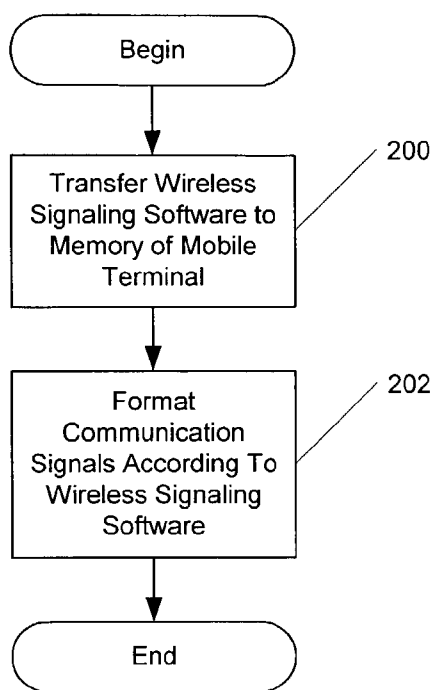 Begin
200
Transfer Wireless
Signaling Software to
Memory of Mobile
Terminal
202
Format
Communication
Signals According To
Wireless Signaling
Software
End